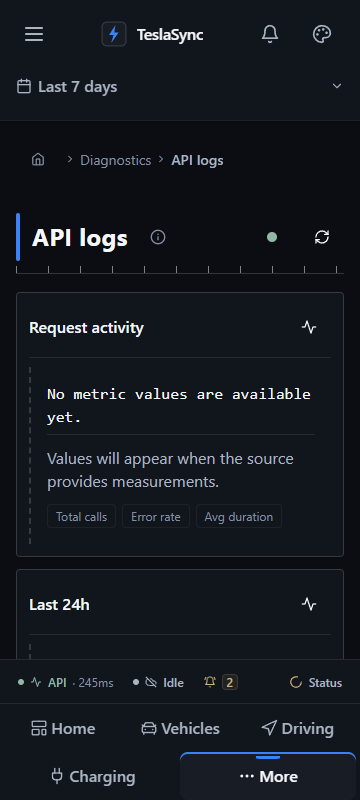 TeslaSync
Last 7 days
Diagnostics
API logs
API logs
Request activity
No metric values are available
yet.
Values will appear when the source
provides measurements.
Total calls
Error rate
Avg duration
Last 24h
API · 245ms
Idle
2
Status
Home
Vehicles
Driving
Charging
More